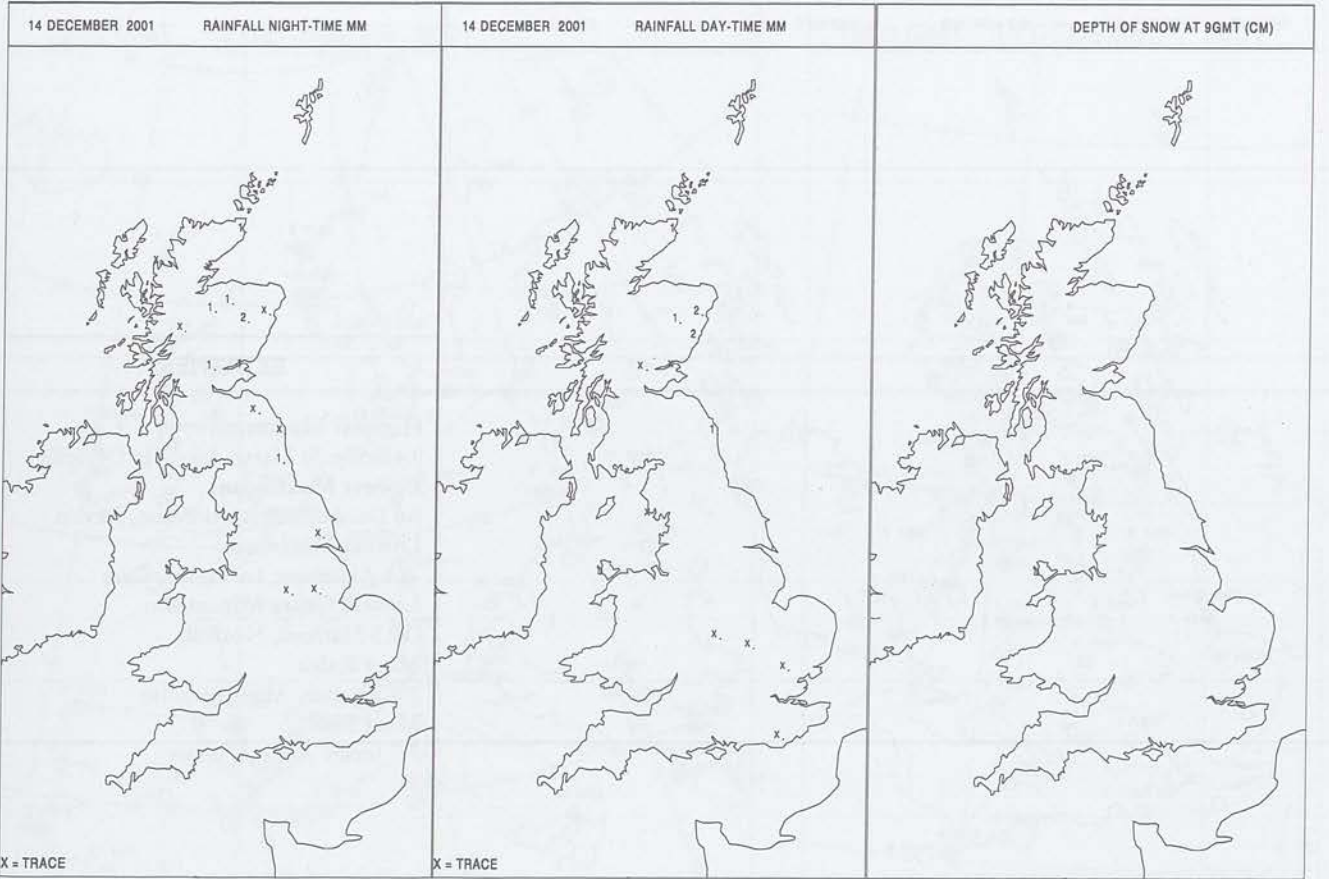 14 DECEMBER 2001 RAINFALL NIGHT-TIME MM
1.
1. 2. X.
X.
1.
X.
1.
X.
X. X.
X = TRACE
14 DECEMBER 2001 RAINFALL DAY-TIME MM
2.
1.
2.
X.
1
X
X.
X.
X.
X.
X = TRACE
DEPTH OF SNOW AT 9GMT (CM)